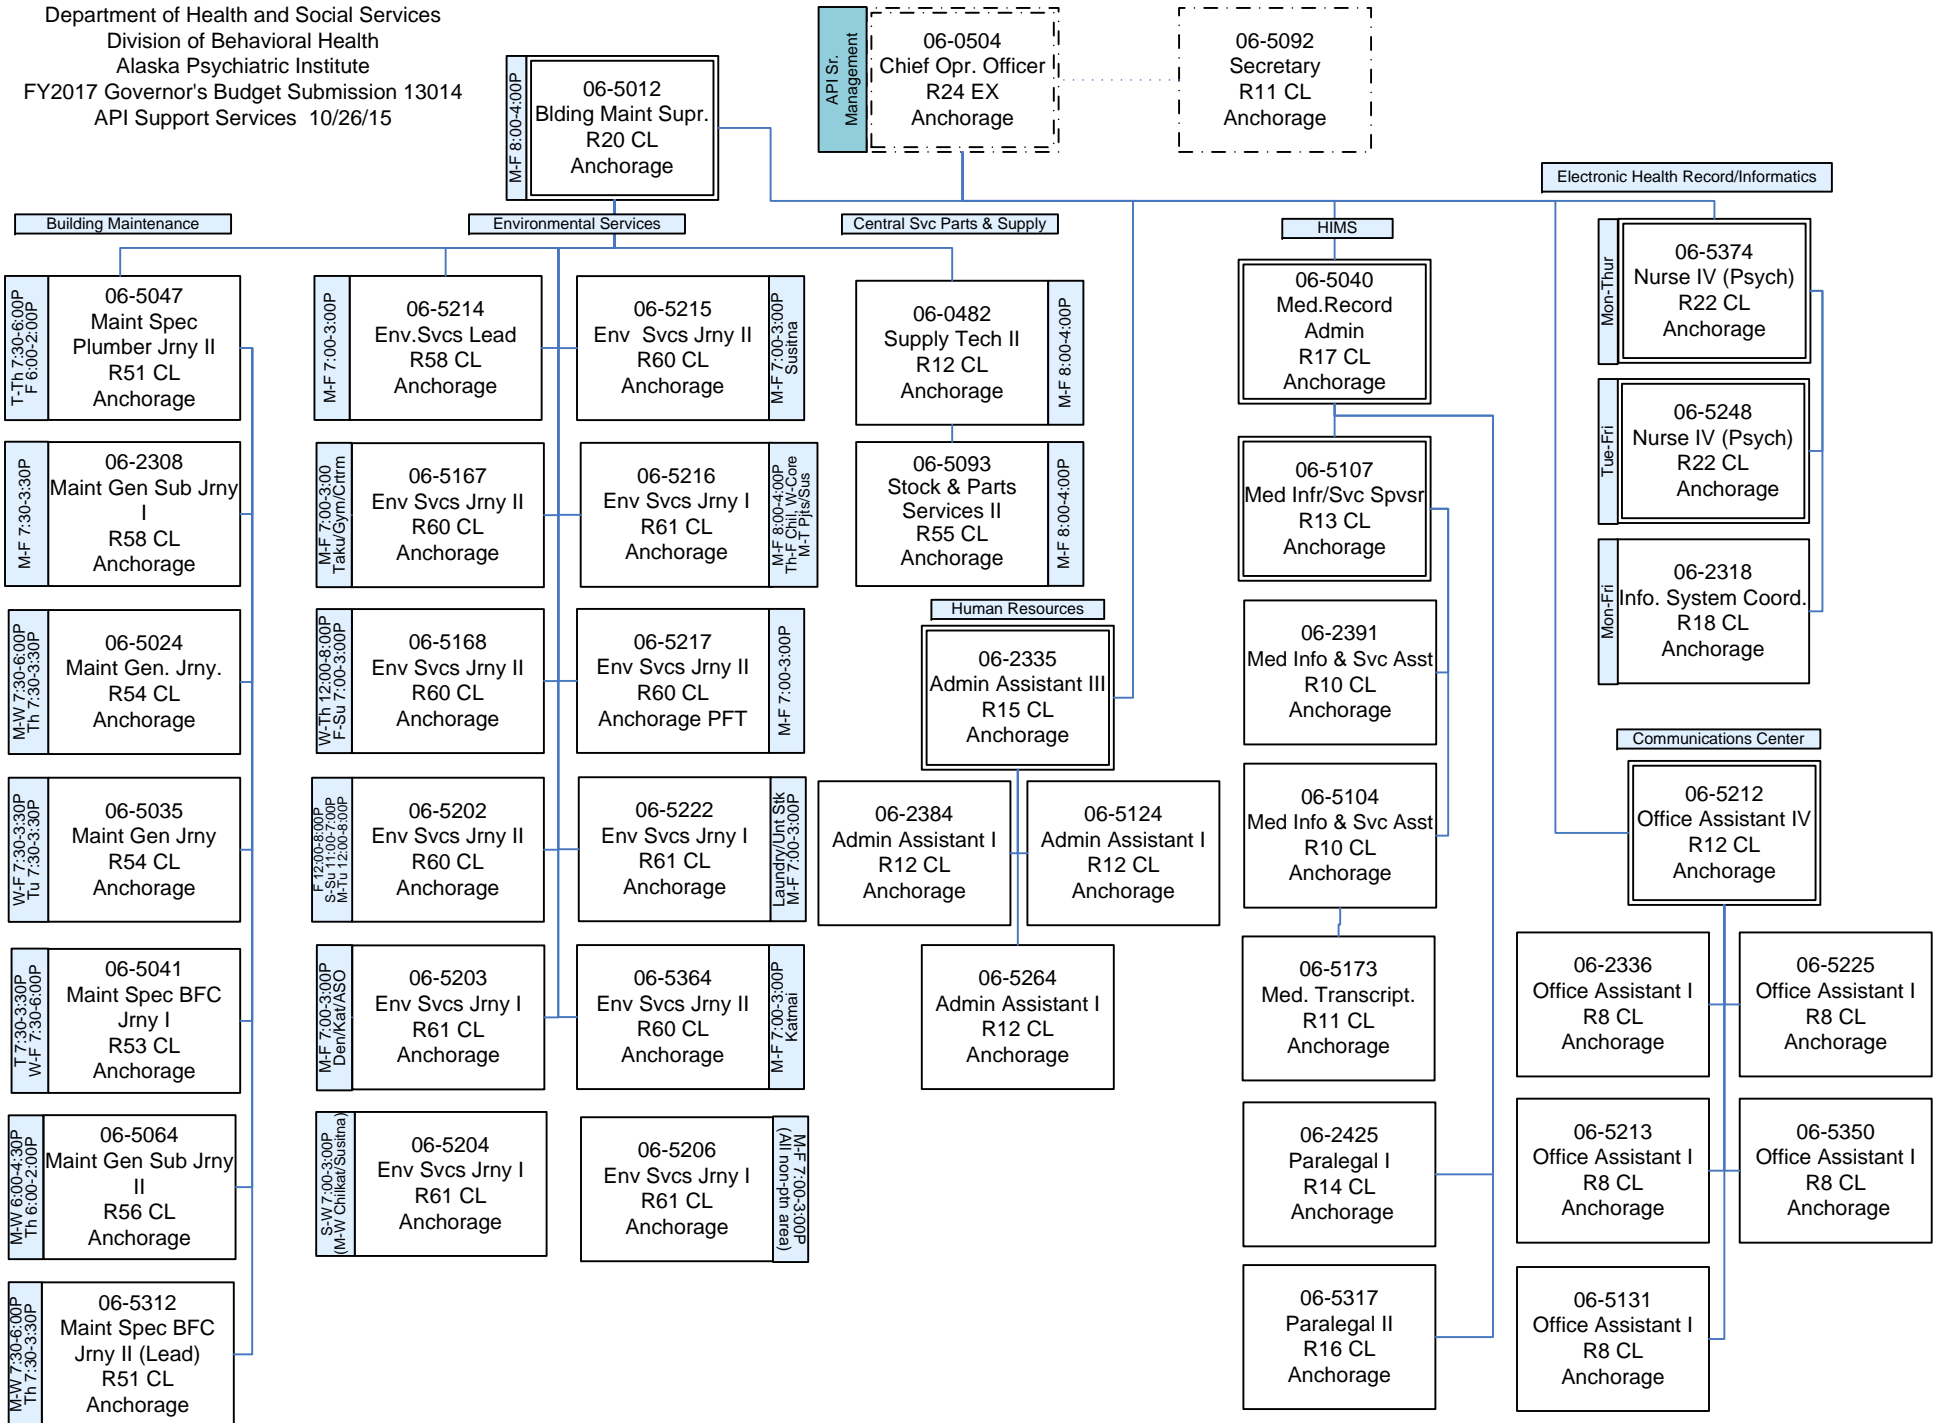 Department of Health and Social Services
Division of Behavioral Health
Alaska Psychiatric Institute
FY2017 Governor's Budget Submission 13014
API Support Services  10/26/15
M-F 8:00-4:00P
06-5012
Blding Maint Supr.
R20 CL
Anchorage
API Sr.
Management
06-0504
Chief Opr. Officer
R24 EX
Anchorage
06-5092
Secretary
R11 CL
Anchorage
Building Maintenance
T-Th 7:30-6:00P
F 6:00-2:00P
06-5047
Maint Spec
Plumber Jrny II
R51 CL
Anchorage
M-F 7:30-3:30P
06-2308
Maint Gen Sub Jrny
I
R58 CL
Anchorage
M-W 7:30-6:00P
Th 7:30-3:30P
06-5024
Maint Gen. Jrny.
R54 CL
Anchorage
W-F 7:30-3:30P
Tu 7:30-3:30P
06-5035
Maint Gen Jrny
R54 CL
Anchorage
T 7:30-3:30P
W-F 7:30-6:00P
06-5041
Maint Spec BFC
Jrny I
R53 CL
Anchorage
M-W 6:00-4:30P
Th 6:00-2:00P
06-5064
Maint Gen Sub Jrny
II
R56 CL
Anchorage
M-W 7:30-6:00P
Th 7:30-3:30P
06-5312
Maint Spec BFC
Jrny II (Lead)
R51 CL
Anchorage
Environmental Services
M-F 7:00-3:00P
06-5214
Env.Svcs Lead
R58 CL
Anchorage
06-5215
Env  Svcs Jrny II
R60 CL
Anchorage
M-F 7:00-3:00P
Susitna
M-F 7:00-3:00
Taku/Gym/Crtrm
06-5167
Env Svcs Jrny II
R60 CL
Anchorage
06-5216
Env Svcs Jrny I
R61 CL
Anchorage
M-F 8:00-4:00P
Th-F Chil, W-Core
M-T Pjts/Sus
W-Th 12:00-8:00P
F-Su 7:00-3:00P
06-5168
Env Svcs Jrny II
R60 CL
Anchorage
06-5217
Env Svcs Jrny II
R60 CL
Anchorage PFT
M-F 7:00-3:00P
F 12:00-8:00P
S-Su 11:00-7:00P
M-Tu 12:00-8:00P
06-5202
Env Svcs Jrny II
R60 CL
Anchorage
06-5222
Env Svcs Jrny I
R61 CL
Anchorage
Laundry/Unt Stk
M-F 7:00-3:00P
M-F 7:00-3:00P
Den/Kat/ASO
06-5203
Env Svcs Jrny I
R61 CL
Anchorage
06-5364
Env Svcs Jrny II
R60 CL
Anchorage
M-F 7:00-3:00P
Katmai
S-W 7:00-3:00P
(M-W Chilkat/Susitna)
06-5204
Env Svcs Jrny I
R61 CL
Anchorage
06-5206
Env Svcs Jrny I
R61 CL
Anchorage
M-F 7:00-3:00P
(All non-ptn area)
Central Svc Parts & Supply
06-0482
Supply Tech II
R12 CL
Anchorage
M-F 8:00-4:00P
06-5093
Stock & Parts
Services II
R55 CL
Anchorage
M-F 8:00-4:00P
Human Resources
06-2335
Admin Assistant III
R15 CL
Anchorage
06-2384
Admin Assistant I
R12 CL
Anchorage
06-5124
Admin Assistant I
R12 CL
Anchorage
06-5264
Admin Assistant I
R12 CL
Anchorage
HIMS
06-5040
Med.Record
Admin
R17 CL
Anchorage
06-5107
Med Infr/Svc Spvsr
R13 CL
Anchorage
06-2391
Med Info & Svc Asst
R10 CL
Anchorage
06-5104
Med Info & Svc Asst
R10 CL
Anchorage
06-5173
Med. Transcript.
R11 CL
Anchorage
06-2425
Paralegal I
R14 CL
Anchorage
06-5317
Paralegal II
R16 CL
Anchorage
Electronic Health Record/Informatics
Mon-Thur
06-5374
Nurse IV (Psych)
R22 CL
Anchorage
Tue-Fri
06-5248
Nurse IV (Psych)
R22 CL
Anchorage
Mon-Fri
06-2318
Info. System Coord.
R18 CL
Anchorage
Communications Center
06-5212
Office Assistant IV
R12 CL
Anchorage
06-2336
Office Assistant I
R8 CL
Anchorage
06-5225
Office Assistant I
R8 CL
Anchorage
06-5213
Office Assistant I
R8 CL
Anchorage
06-5350
Office Assistant I
R8 CL
Anchorage
06-5131
Office Assistant I
R8 CL
Anchorage